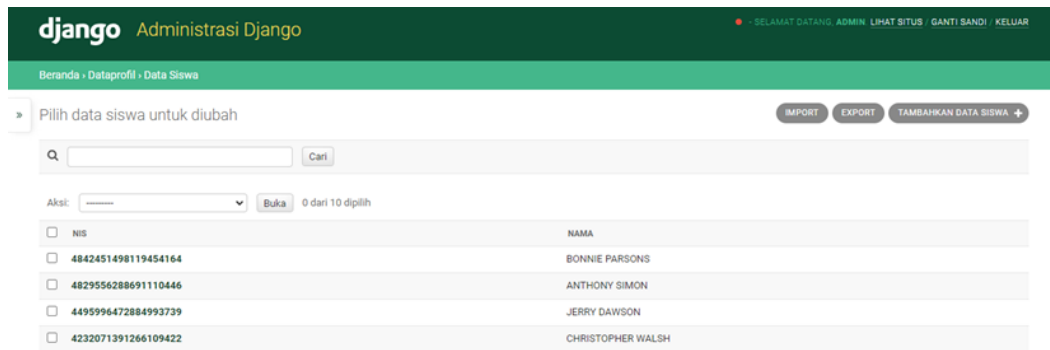 django Administrasi Django
- SELAMAT DATANG, ADMIN. LIHAT SITUS / GANTI SANDI / KELUAR
Beranda › Dataprofil › Data Siswa
» Pilih data siswa untuk diubah
IMPORT EXPORT TAMBAHKAN DATA SISWA +
Cari
Aksi: --------- Buka 0 dari 10 dipilih
NIS NAMA
4842451498119454164 BONNIE PARSONS
4829556288691110446 ANTHONY SIMON
4495996472884993739 JERRY DAWSON
4232071391266109422 CHRISTOPHER WALSH